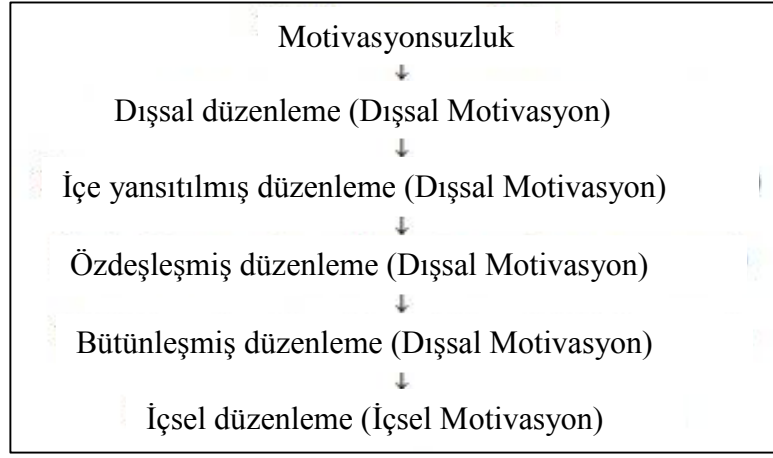 Motivasyonsuzluk
Dışsal düzenleme (Dışsal Motivasyon)
İçe yansıtılmış düzenleme (Dışsal Motivasyon)
Özdeşleşmiş düzenleme (Dışsal Motivasyon)
Bütünleşmiş düzenleme (Dışsal Motivasyon)
İçsel düzenleme (İçsel Motivasyon)